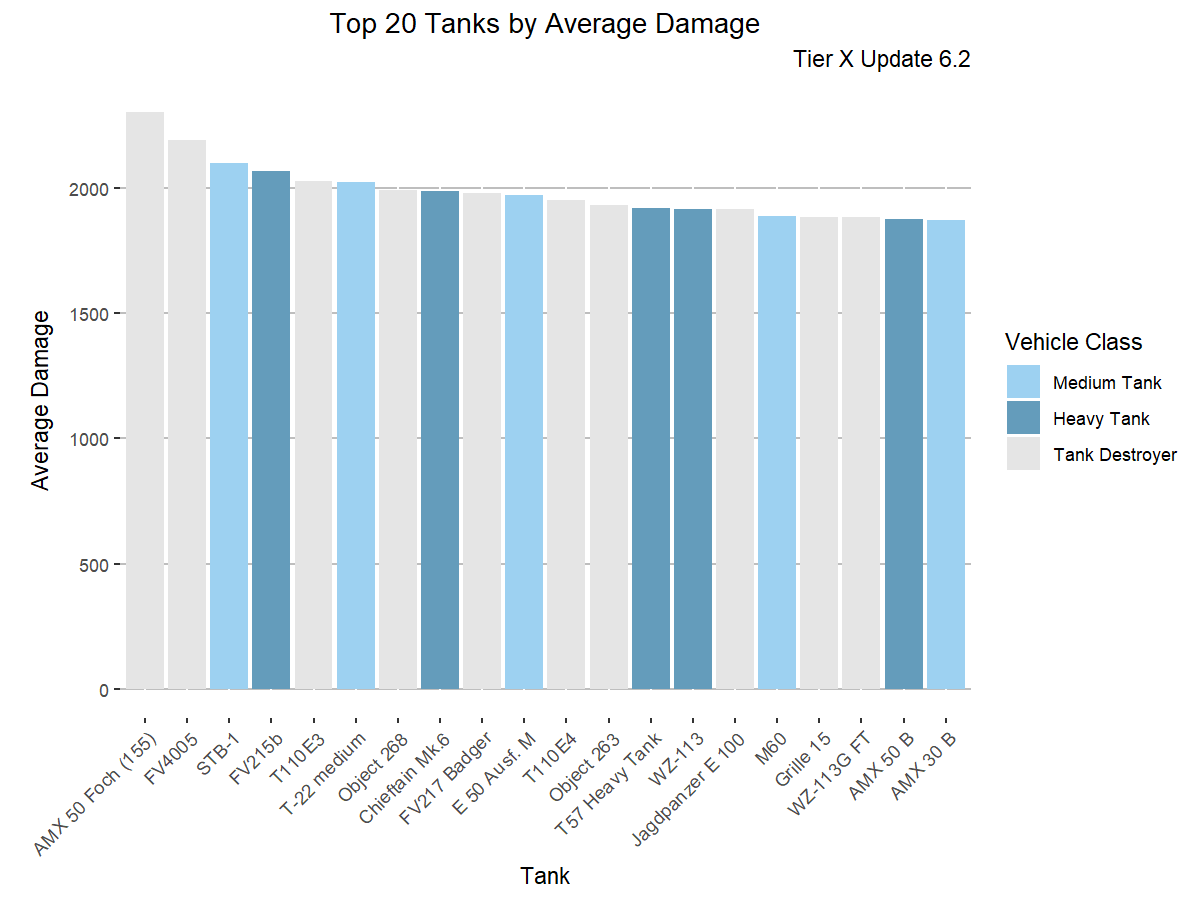 Top 20 Tanks by Average Damage
Tier X Update 6.2
Average Damage
2000
1500
1000
500
0
AMX 50 Foch (155)
FV4005
STB-1
FV215b
T110E3
T-22 medium
Object 268
Chieftain Mk.6
FV217 Badger
E 50 Ausf. M
T110E4
Object 263
T57 Heavy Tank
WZ-113
Jagdpanzer E 100
M60
Grille 15
WZ-113G FT
AMX 50 B
AMX 30 B
Tank
Vehicle Class
Medium Tank
Heavy Tank
Tank Destroyer